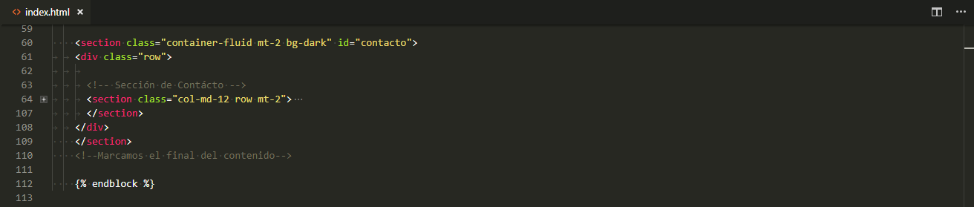 index.html
59
60 <section class="container-fluid mt-2 bg-dark" id="contacto">
61 <div class="row">
62
63 <!-- Sección de Contácto -->
64 <section class="col-md-12 row mt-2">…
107 </section>
108 </div>
109 </section>
110 <!--Marcamos el final del contenido-->
111
112 {% endblock %}
113